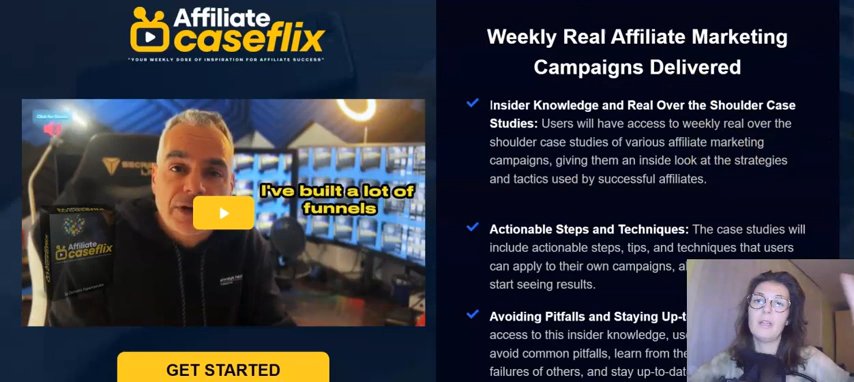 Affiliate
caseflix
"YOUR WEEKLY DOSE OF INSPIRATION FOR AFFILIATE SUCCESS"
I've built a lot of
funnels
Affiliate
caseflix
GET STARTED
Weekly Real Affiliate Marketing
Campaigns Delivered
Insider Knowledge and Real Over the Shoulder Case
Studies: Users will have access to weekly real over the
shoulder case studies of various affiliate marketing
campaigns, giving them an inside look at the strategies
and tactics used by successful affiliates.
Actionable Steps and Techniques: The case studies will
include actionable steps, tips, and techniques that users
can apply to their own campaigns, a
start seeing results.
Avoiding Pitfalls and Staying Up-t
access to this insider knowledge, us
avoid common pitfalls, learn from the
failures of others, and stay up-to-dat